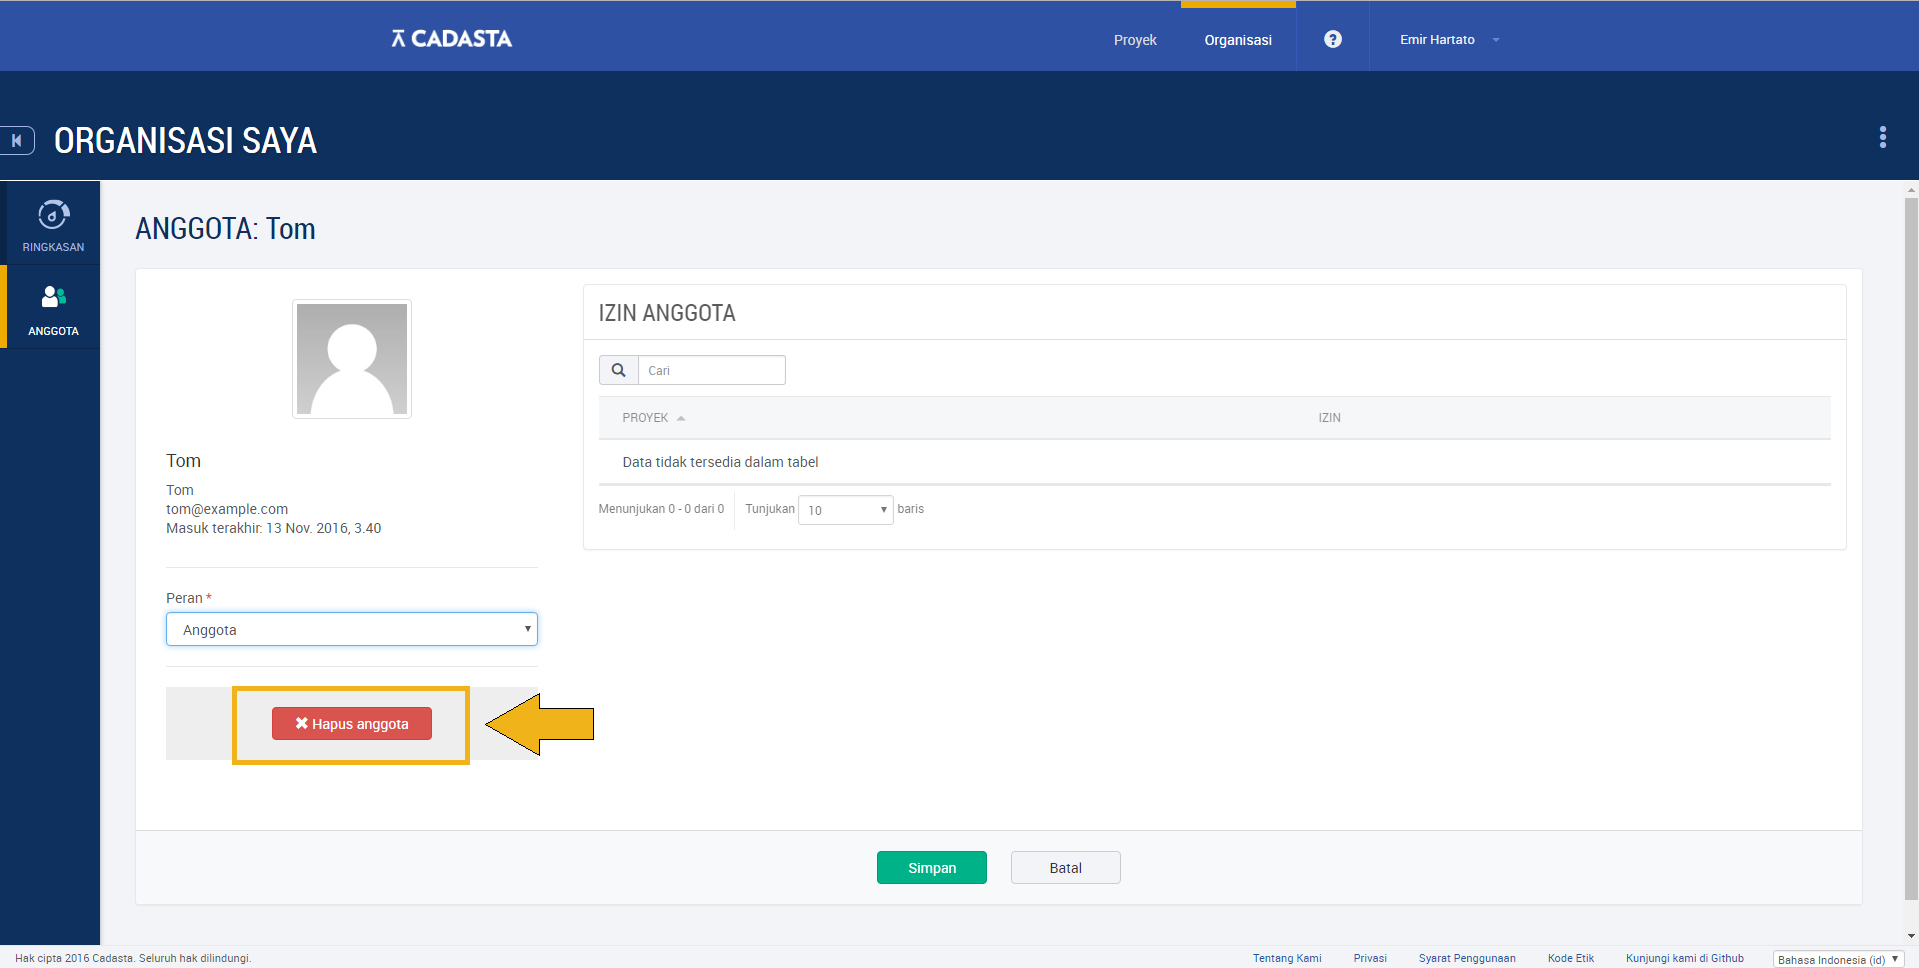 CADASTA
Proyek
Organisasi
?
Emir Hartato
ORGANISASI SAYA
RINGKASAN
ANGGOTA
ANGGOTA: Tom
Tom
Tom
tom@example.com
Masuk terakhir: 13 Nov. 2016, 3.40
Peran *
Anggota
Hapus anggota
IZIN ANGGOTA
Cari
PROYEK
IZIN
Data tidak tersedia dalam tabel
Menunjukan 0 - 0 dari 0
Tunjukan 10 baris
Simpan
Batal
Hak cipta 2016 Cadasta. Seluruh hak dilindungi.
Tentang Kami
Privasi
Syarat Penggunaan
Kode Etik
Kunjungi kami di Github
Bahasa Indonesia (id)